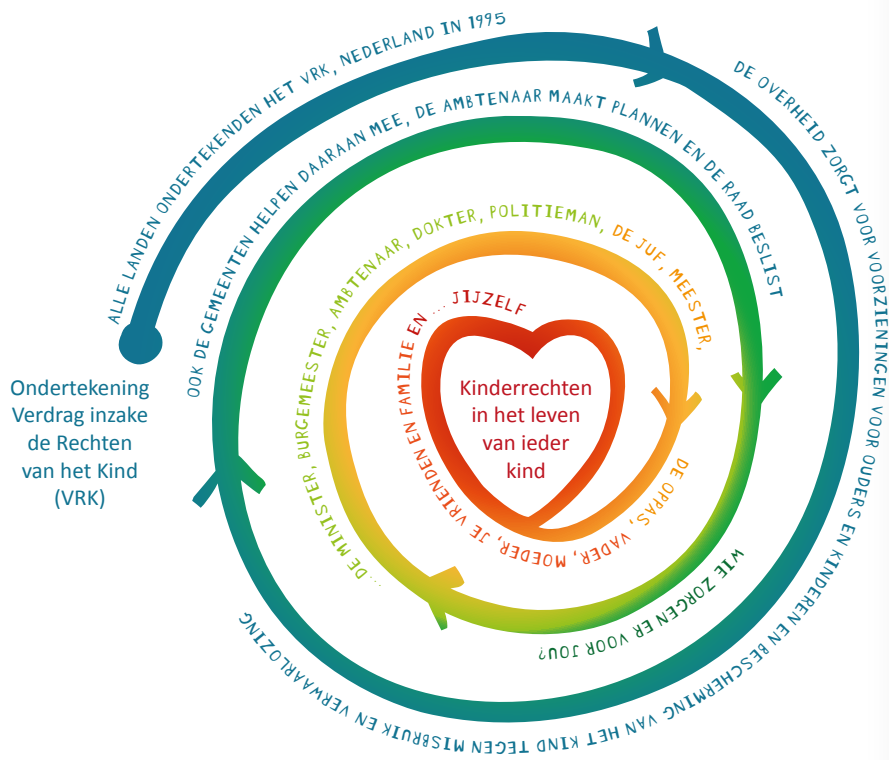 Ondertekening
Verdrag inzake
de Rechten
van het Kind
(VRK)
ALLE LANDEN ONDERTEKENDEN HET VRK, NEDERLAND IN 1995
DE OVERHEID ZORGT VOOR VOORZIENINGEN VOOR OUDERS EN KINDEREN EN BESCHERMING VAN HET KIND TEGEN MISBRUIK EN VERWAARLOZING
OOK DE GEMEENTEN HELPEN DAARAAN MEE, DE AMBTENAAR MAAKT PLANNEN EN DE RAAD BESLIST
WIE ZORGEN ER VOOR JOU?
...DE MINISTER, BURGEMEESTER, AMBTENAAR, DOKTER, POLITIEMAN, DE JUF, MEESTER,
DE OPPAS, VADER, MOEDER, JE VRIENDEN EN FAMILIE EN ... JIJZELF
Kinderrechten
in het leven
van ieder
kind